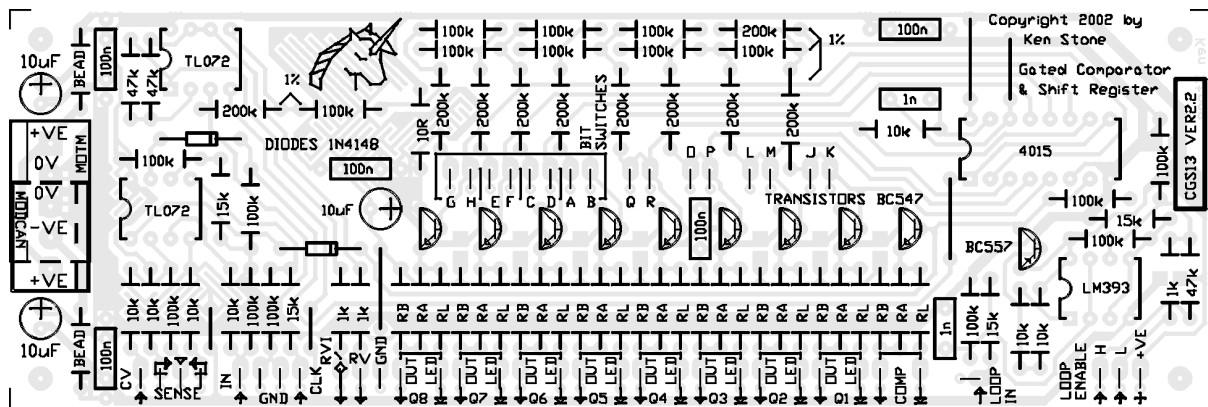 Copyright 2002 by
Ken Stone
Gated Comparator
& Shift Register
CGS13 VER2.2
Ken
10uF
BEAD
100n
47k
47k
TL072
1%
200k
100k
100k
100k
100k
100k
100k
100k
200k
100k
1%
100n
1n
10k
4015
100k
+VE
0V
MOTM
0V
-VE
MOTCAN
+VE
DIODES 1N4148
100k
100n
10R
200k
200k
200k
200k
200k
200k
200k
200k
BIT
SWITCHES
O P
L M
J K
G H E F C D A B Q R
TRANSISTORS BC547
TL072
15k
100k
10uF
100n
BC557
100k
15k
100k
LM393
1k
47k
10uF
BEAD
100n
10k
10k
100k
10k
10k
100k
100k
15k
1k
1k
RB RA RL RB RA RL RB RA RL RB RA RL RB RA RL RB RA RL RB RA RL RB RA RL RB RA RL
1n
100k
15k
10k
10k
CV
SENSE
IN
GND
CLK
RVI
RV
GND
OUT LED OUT LED OUT LED OUT LED OUT LED OUT LED OUT LED OUT LED COMP
Q8 Q7 Q6 Q5 Q4 Q3 Q2 Q1
LOOP
IN
LOOP
ENABLE
H
L
+VE